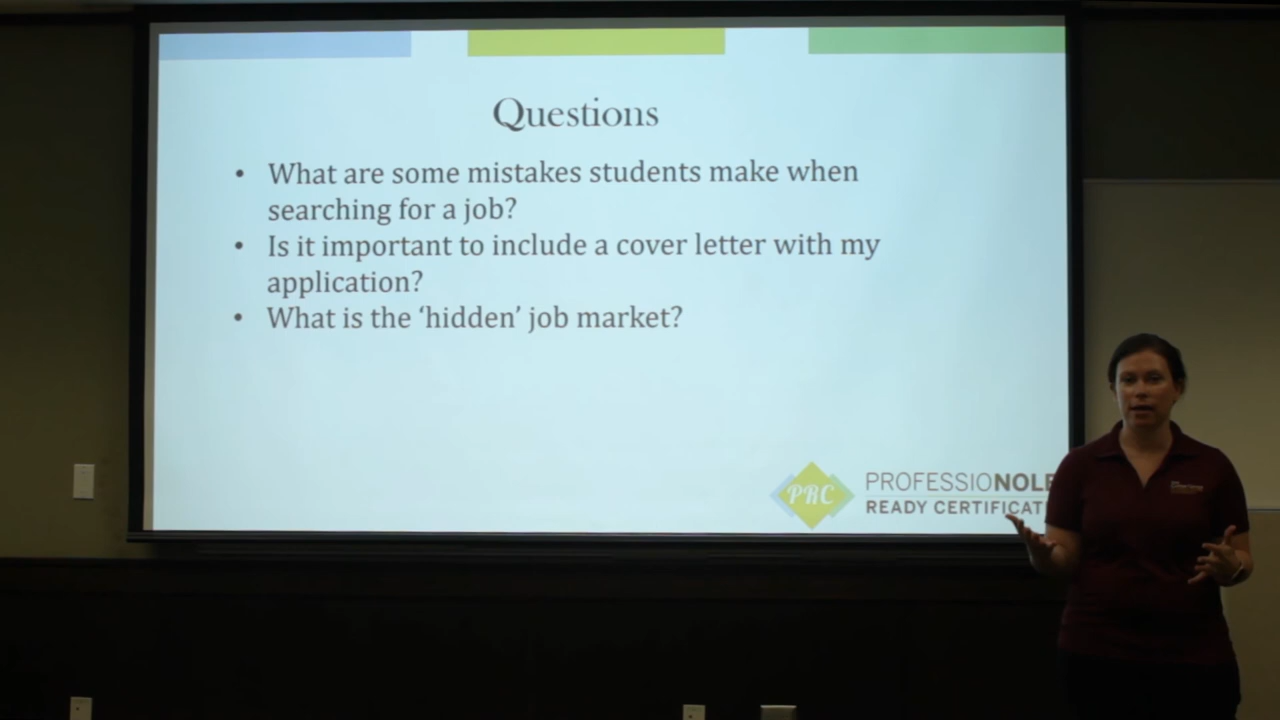 Questions
• What are some mistakes students make when
searching for a job?
• Is it important to include a cover letter with my
application?
• What is the ‘hidden’ job market?
PRC
PROFESSIONOLE
READY CERTIFICAT